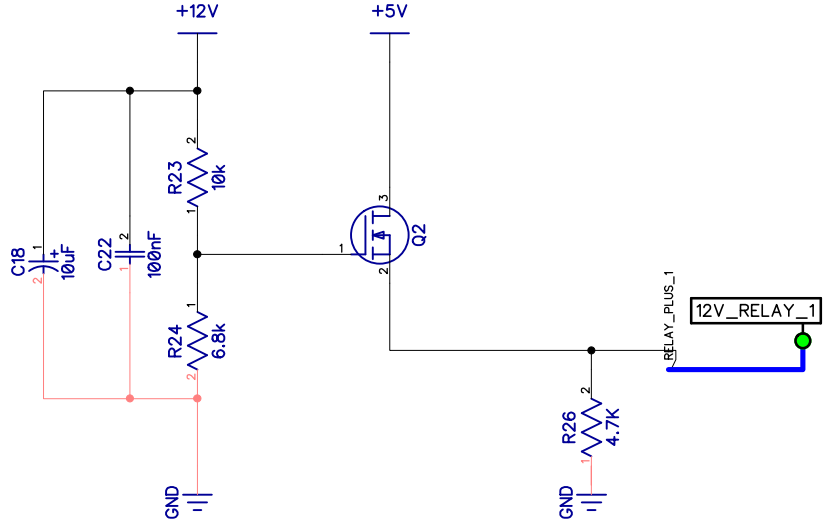 +12V
+5V
2
R23
10k
1
3
Q2
1
2
1
C18
+
10uF
2
2
C22
100nF
1
1
R24
6.8k
2
RELAY_PLUS_1
12V_RELAY_1
2
R26
4.7K
1
GND
GND